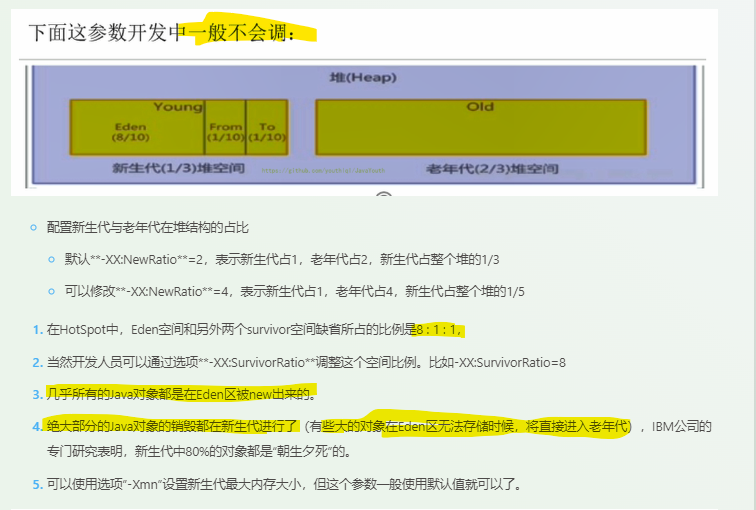 下面这参数开发中一般不会调：
堆(Heap)
Young
Old
Eden
(8/10)
From
(1/10)
To
(1/10)
新生代(1/3)堆空间
老年代(2/3)堆空间
配置新生代与老年代在堆结构的占比
默认**-XX:NewRatio**=2，表示新生代占1，老年代占2，新生代占整个堆的1/3
可以修改**-XX:NewRatio**=4，表示新生代占1，老年代占4，新生代占整个堆的1/5
1. 在HotSpot中，Eden空间和另外两个survivor空间缺省所占的比例是8 : 1 : 1，
2. 当然开发人员可以通过选项**-XX:SurvivorRatio**调整这个空间比例。比如-XX:SurvivorRatio=8
3. 几乎所有的Java对象都是在Eden区被new出来的。
4. 绝大部分的Java对象的销毁都在新生代进行了（有些大的对象在Eden区无法存储时候，将直接进入老年代），IBM公司的
专门研究表明，新生代中80%的对象都是“朝生夕死”的。
5. 可以使用选项“-Xmn”设置新生代最大内存大小，但这个参数一般使用默认值就可以了。